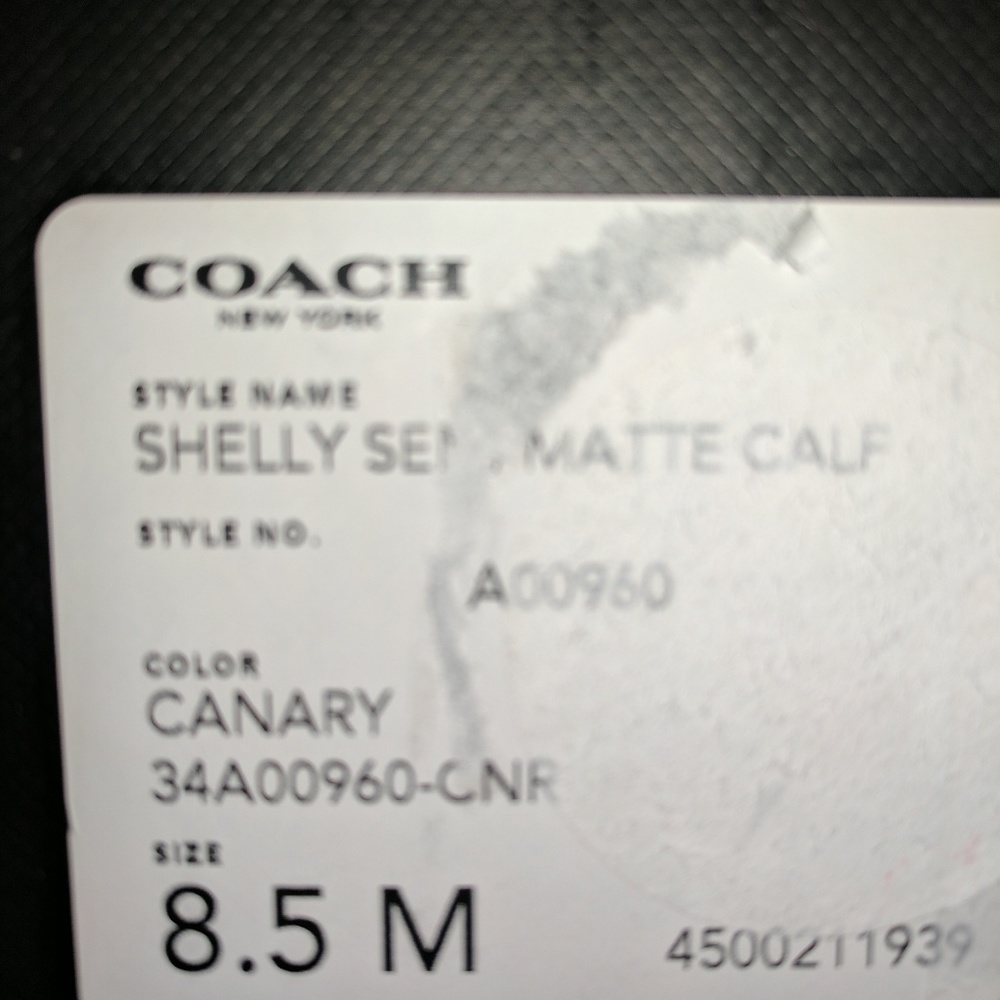 COACH
NEW YORK
STYLE NAME
SHELLY MATTE CALF
STYLE NO.
A00960
COLOR
CANARY
34A00960-CNR
SIZE
8.5 M
4500211939